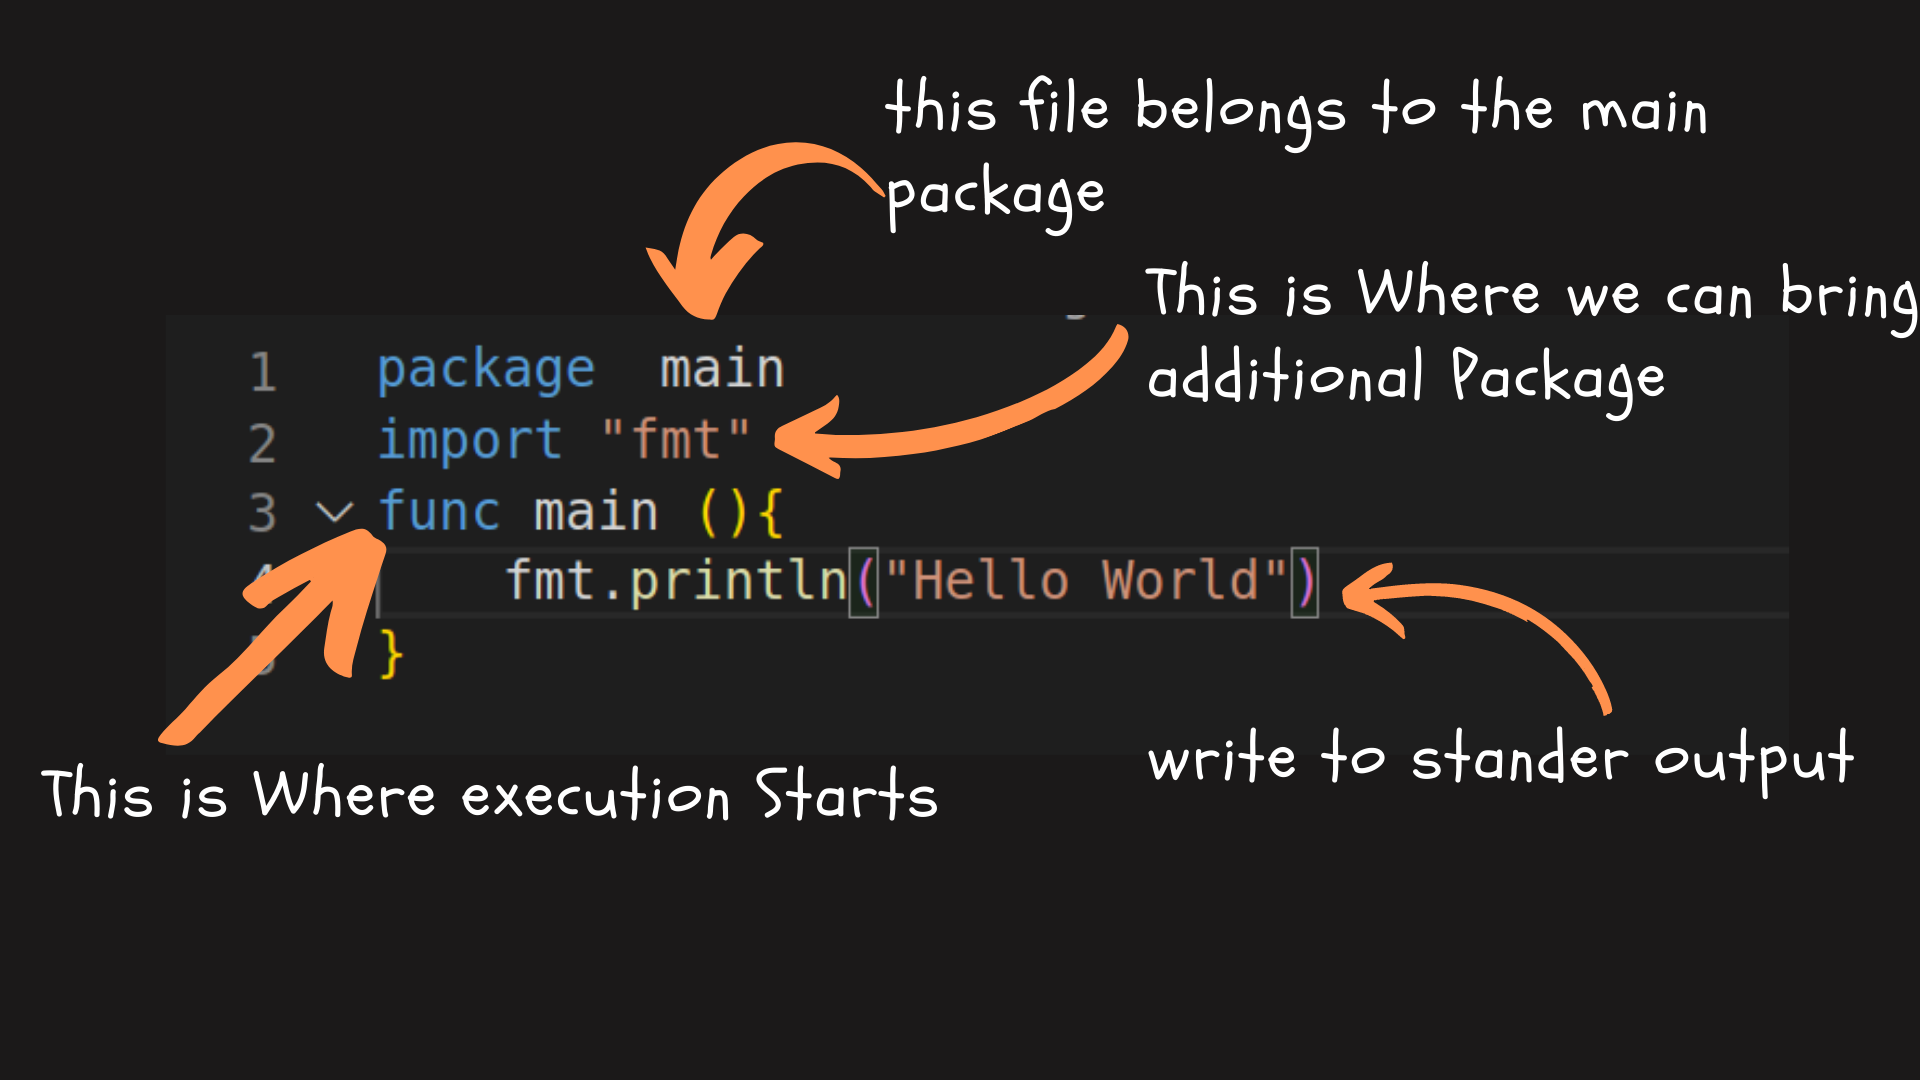 this file belongs to the main
package
This is Where we can bring
additional Package
1 package  main
2 import "fmt"
3 func main (){
4     fmt.println("Hello World")
5 }
This is Where execution Starts
write to stander output